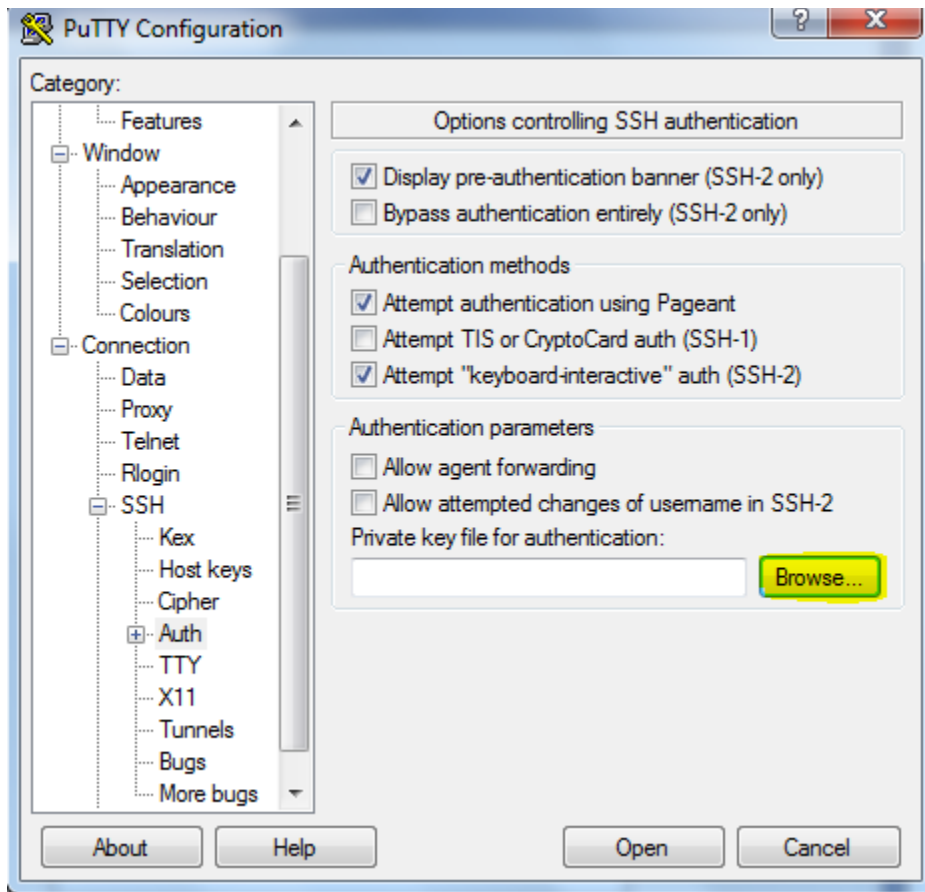 PuTTY Configuration
?
X
Category:
Features
Window
Appearance
Behaviour
Translation
Selection
Colours
Connection
Data
Proxy
Telnet
Rlogin
SSH
Kex
Host keys
Cipher
Auth
TTY
X11
Tunnels
Bugs
More bugs
Options controlling SSH authentication
Display pre-authentication banner (SSH-2 only)
Bypass authentication entirely (SSH-2 only)
Authentication methods
Attempt authentication using Pageant
Attempt TIS or CryptoCard auth (SSH-1)
Attempt "keyboard-interactive" auth (SSH-2)
Authentication parameters
Allow agent forwarding
Allow attempted changes of username in SSH-2
Private key file for authentication:
Browse...
About
Help
Open
Cancel